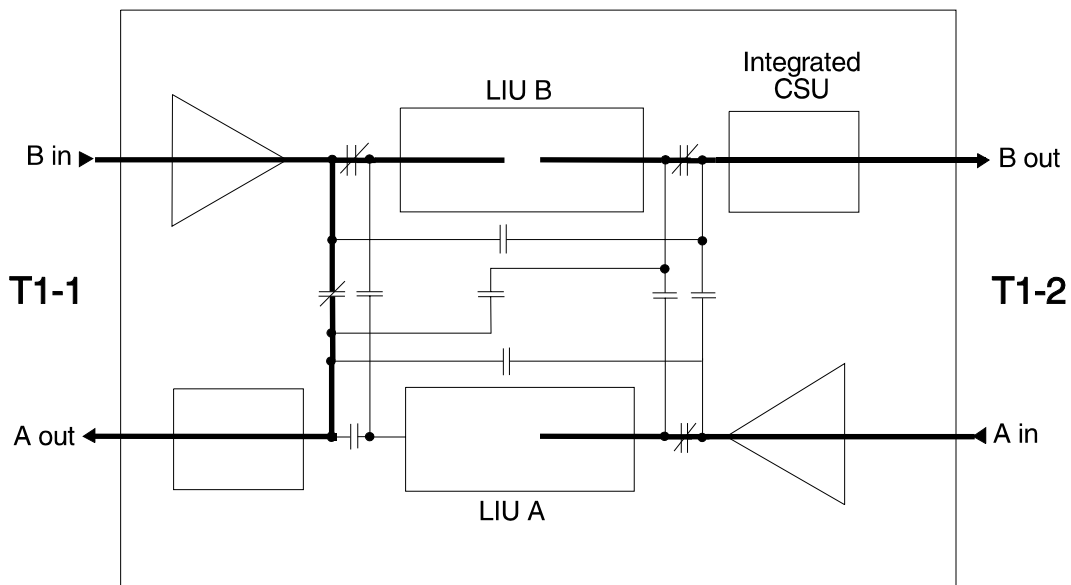 Integrated
CSU
LIU B
B in
B out
T1-1
T1-2
A out
A in
LIU A